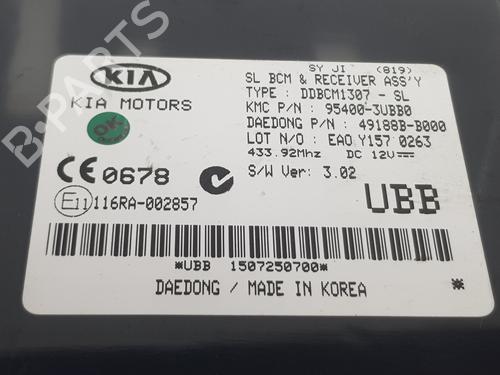 SY JI (819)
KIA
SL BCM & RECEIVER ASS'Y
TYPE : DDBCM1307 - SL
KIA MOTORS
KMC P/N : 95400-3UBB0
OK
DAEDONG P/N : 49188B-B000
LOT N/O : EAO Y157 0263
433.92Mhz DC 12V
CE 0678
S/W Ver: 3.02
E11 116RA-002857
UBB
*UBB 1507250700*
DAEDONG / MADE IN KOREA *